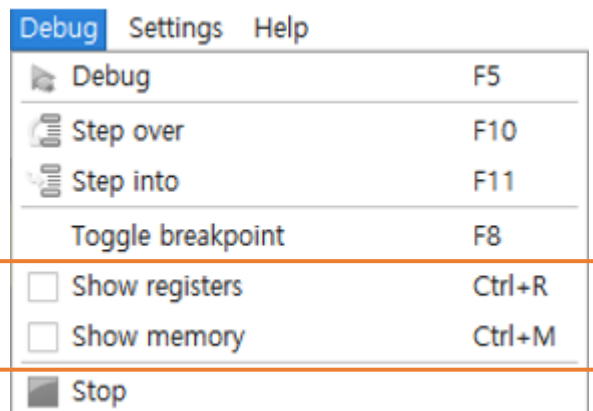 Debug Settings Help
Debug F5
Step over F10
Step into F11
Toggle breakpoint F8
Show registers Ctrl+R
Show memory Ctrl+M
Stop